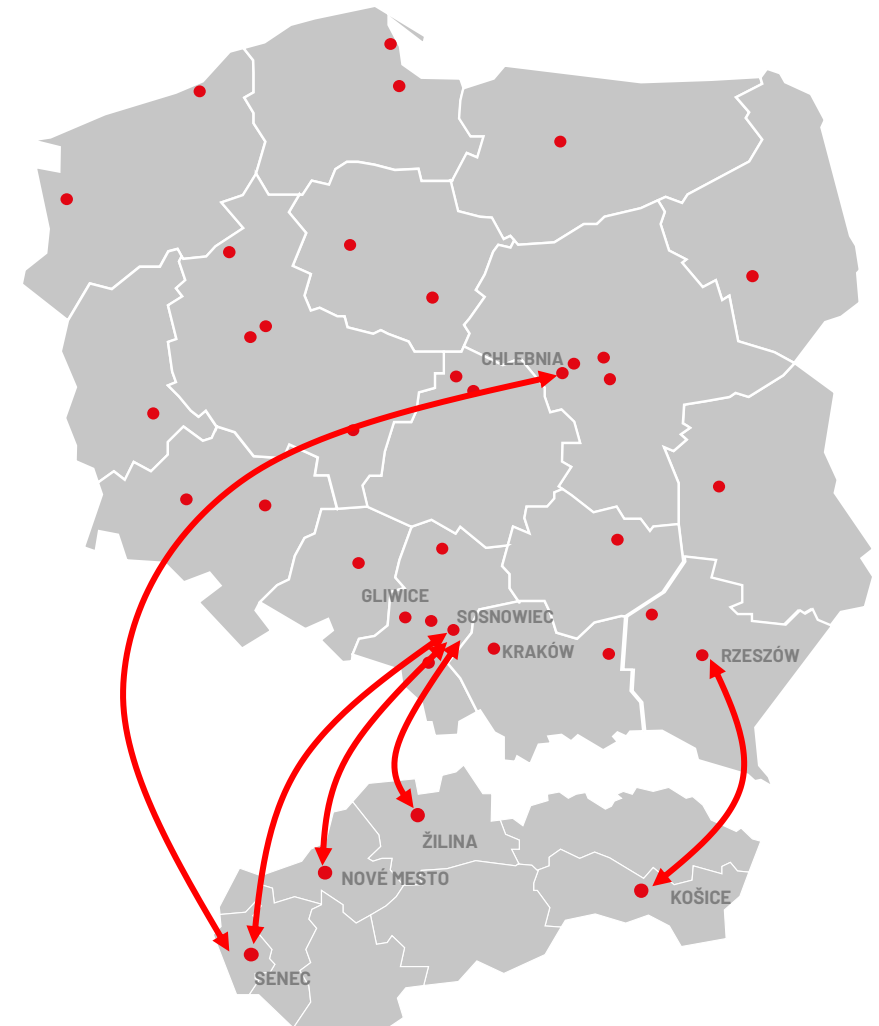 CHLEBNIA
GLIWICE
SOSNOWIEC
KRAKÓW
RZESZÓW
ŽILINA
NOVÉ MESTO
KOŠICE
SENEC